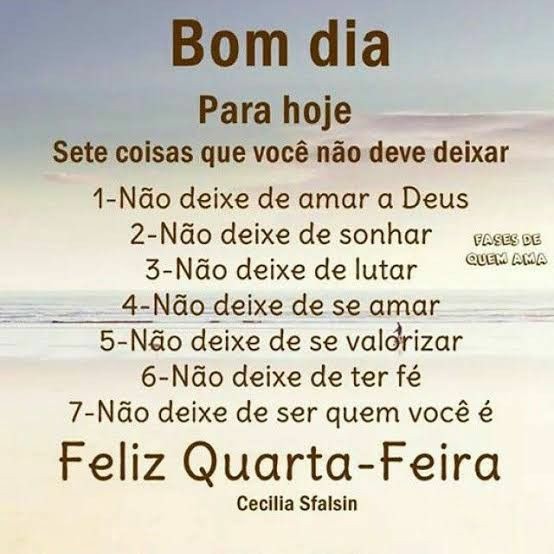 Bom dia
Para hoje
Sete coisas que você não deve deixar
1-Não deixe de amar a Deus
2-Não deixe de sonhar
3-Não deixe de lutar
4-Não deixe de se amar
5-Não deixe de se valorizar
6-Não deixe de ter fé
7-Não deixe de ser quem você é
Feliz Quarta-Feira
Cecilia Sfalsin
FASES DE
QUEM AMA